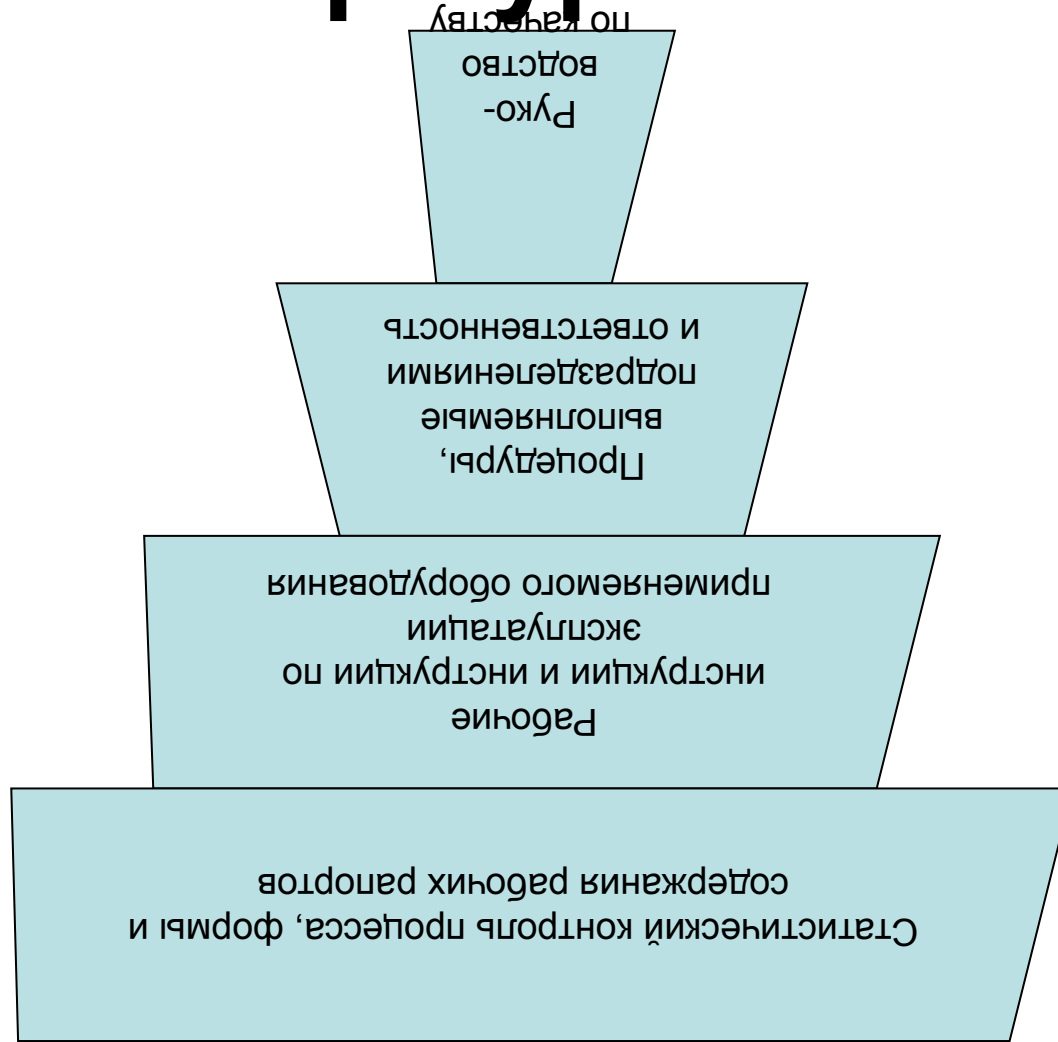 Статистический контроль процесса, формы и
содержания рабочих рапортов
Рабочие
инструкции и инструкции по
эксплуатации
применяемого оборудования
Процедуры,
выполняемые
подразделениями
и ответственность
Руко-
водство
по качеству